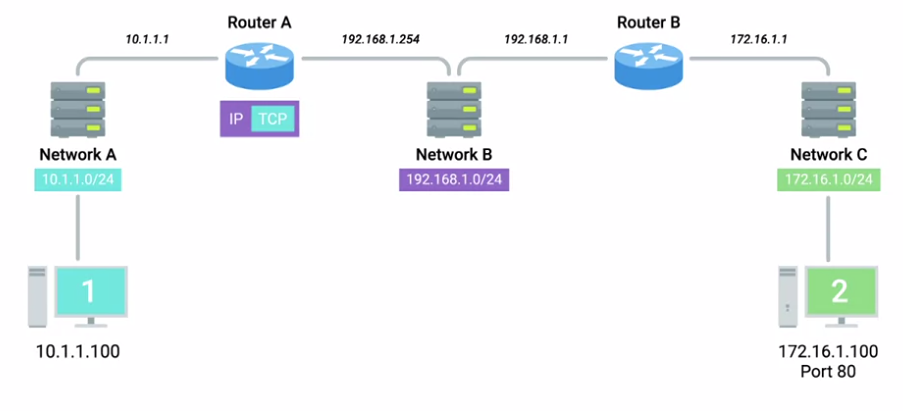 Router A
Router B
10.1.1.1
192.168.1.254
192.168.1.1
172.16.1.1
IP TCP
Network A
Network B
Network C
10.1.1.0/24
192.168.1.0/24
172.16.1.0/24
1
2
10.1.1.100
172.16.1.100
Port 80